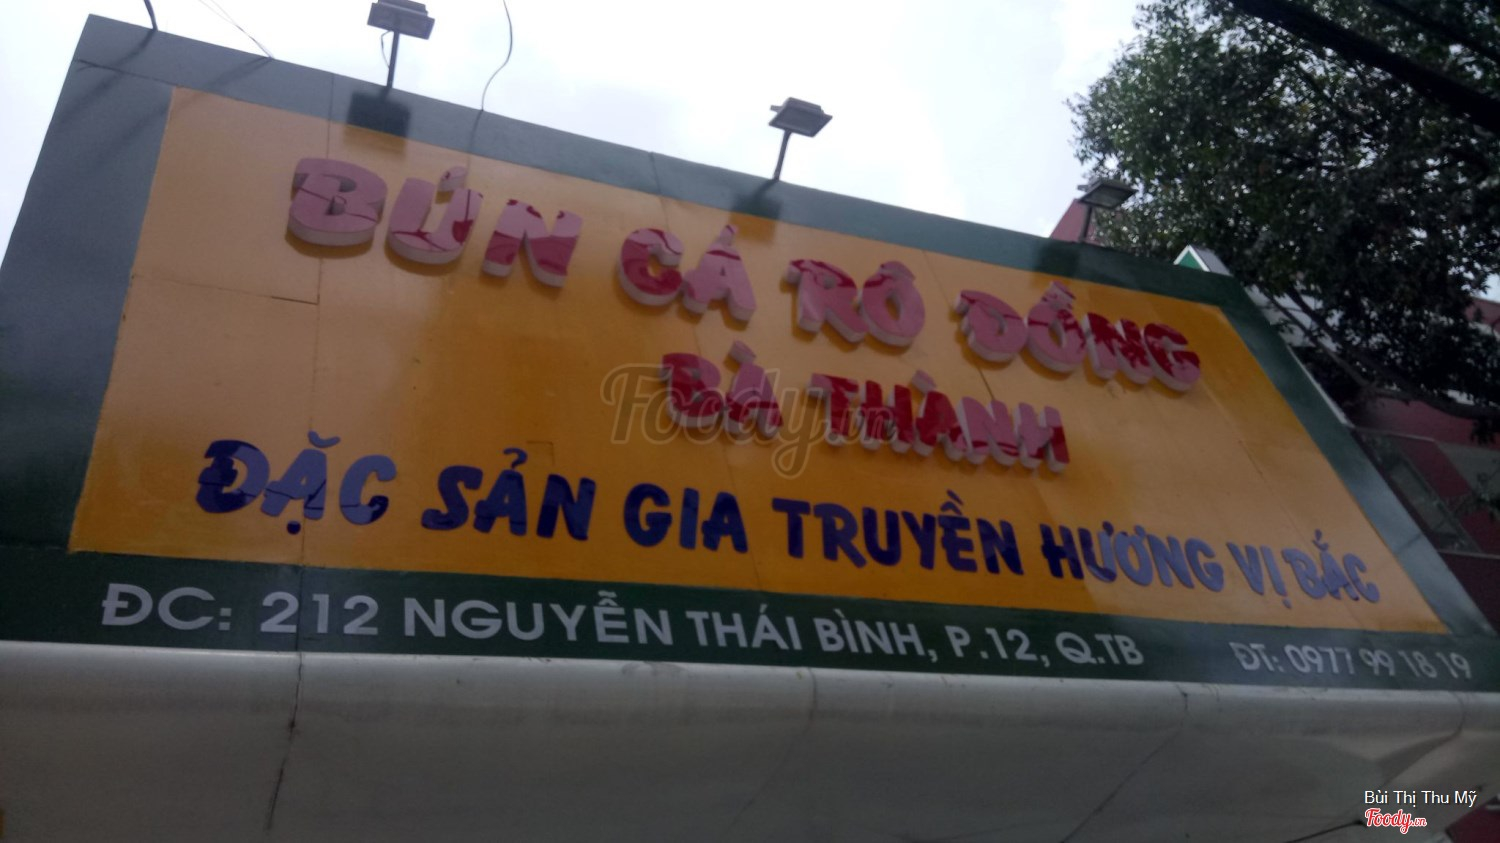 BÚN CÁ RÔ ĐỒNG
BÀ THÀNH
ĐẶC SẢN GIA TRUYỀN HƯƠNG VỊ BẮC
ĐC: 212 NGUYỄN THÁI BÌNH, P.12, Q.TB ĐT: 0977 99 18 19
Foody.vn
Bùi Thị Thu Mỹ
Foody.vn